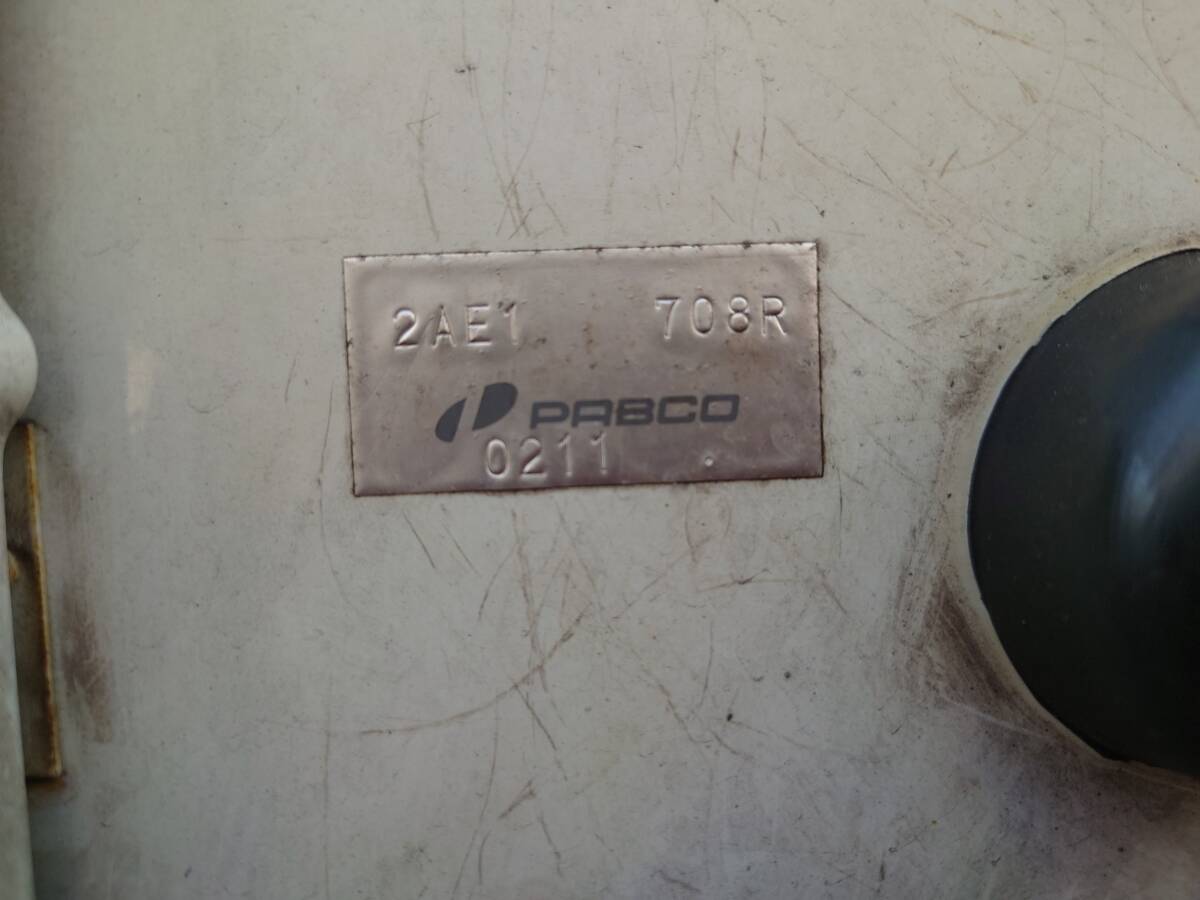 2AE1 708R
PABCO
0211 .